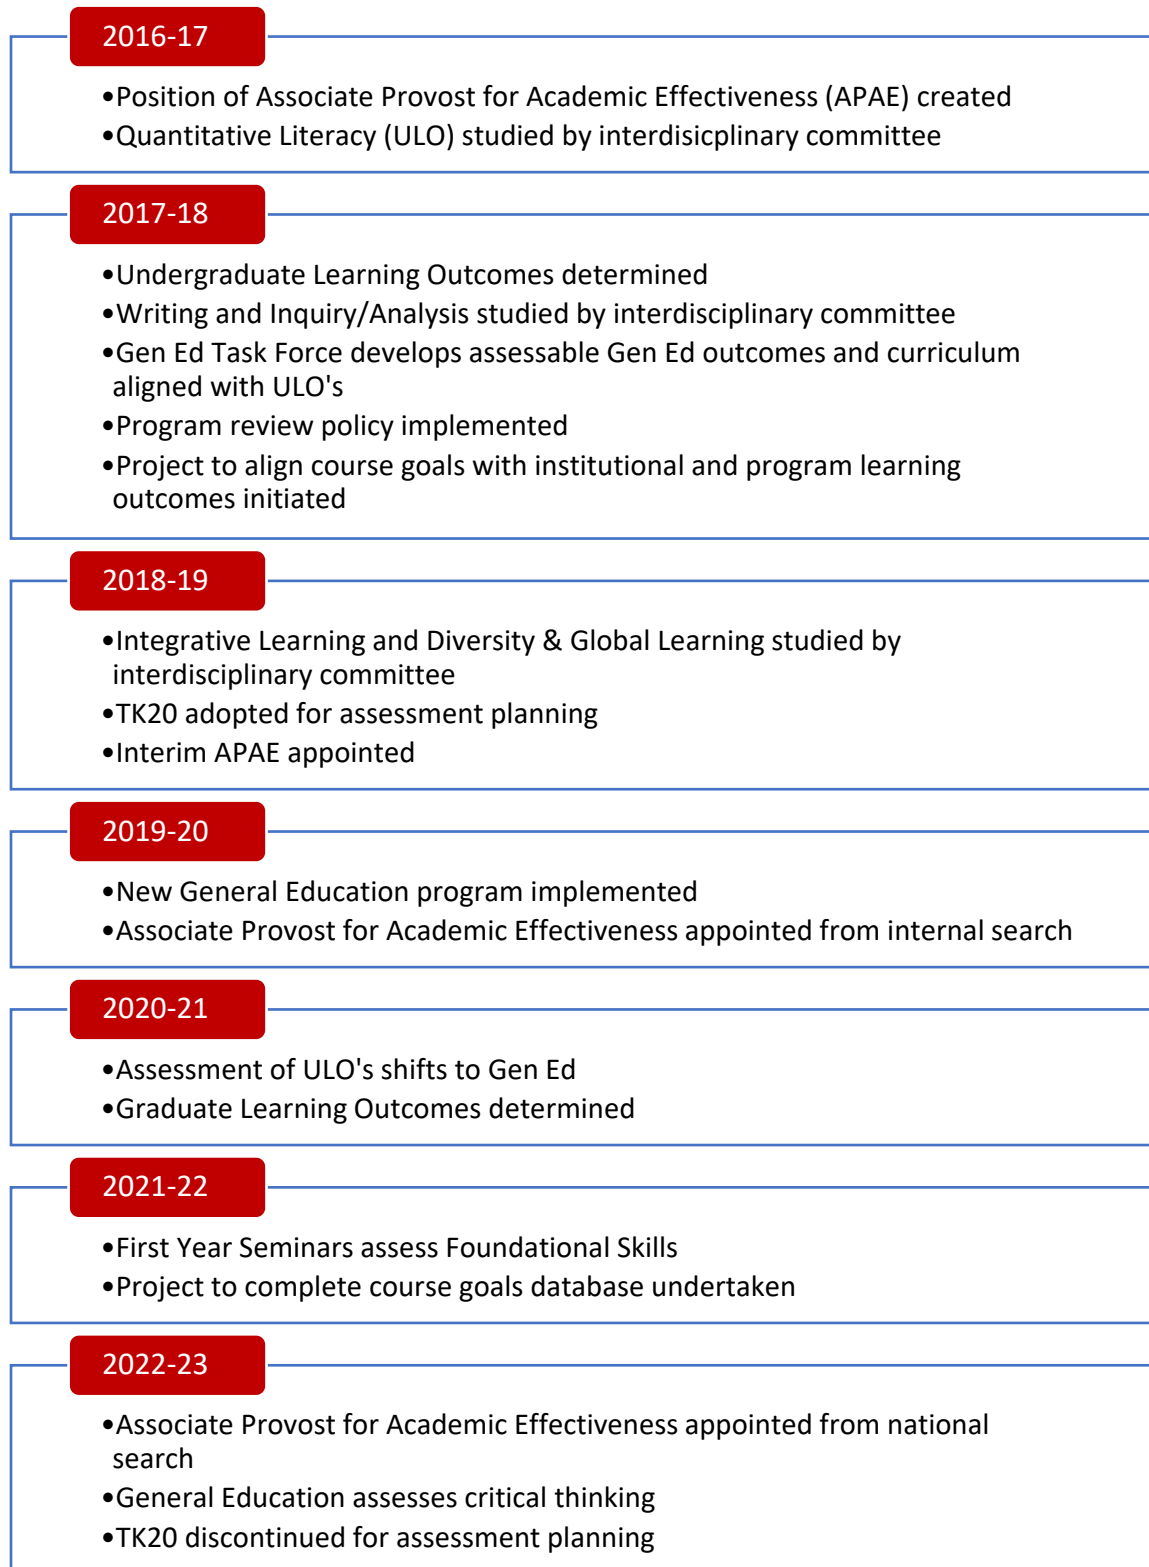 2016-17
•Position of Associate Provost for Academic Effectiveness (APAE) created
•Quantitative Literacy (ULO) studied by interdisicplinary committee
2017-18
•Undergraduate Learning Outcomes determined
•Writing and Inquiry/Analysis studied by interdisciplinary committee
•Gen Ed Task Force develops assessable Gen Ed outcomes and curriculum
aligned with ULO's
•Program review policy implemented
•Project to align course goals with institutional and program learning
outcomes initiated
2018-19
•Integrative Learning and Diversity & Global Learning studied by
interdisciplinary committee
•TK20 adopted for assessment planning
•Interim APAE appointed
2019-20
•New General Education program implemented
•Associate Provost for Academic Effectiveness appointed from internal search
2020-21
•Assessment of ULO's shifts to Gen Ed
•Graduate Learning Outcomes determined
2021-22
•First Year Seminars assess Foundational Skills
•Project to complete course goals database undertaken
2022-23
•Associate Provost for Academic Effectiveness appointed from national
search
•General Education assesses critical thinking
•TK20 discontinued for assessment planning